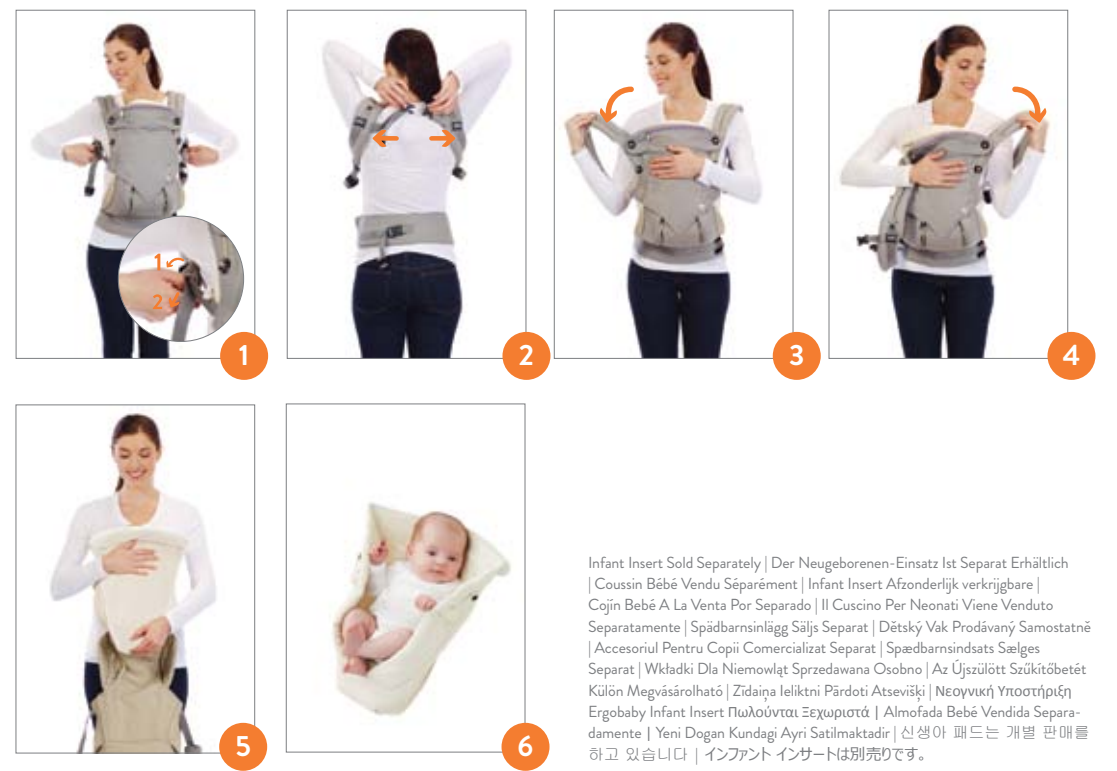 1
2
1
2
3
4
5
6
Infant Insert Sold Separately | Der Neugeborenen-Einsatz Ist Separat Erhältlich
| Coussin Bébé Vendu Séparément | Infant Insert Afzonderlijk verkrijgbare |
Cojín Bebé A La Venta Por Separado | Il Cuscino Per Neonati Viene Venduto
Separatamente | Spädbarnsinlägg Säljs Separat | Dětský Vak Prodávaný Samostatně
| Accesoriul Pentru Copii Comercializat Separat | Spædbarnsindsats Sælges
Separat | Wkładki Dla Niemowląt Sprzedawana Osobno | Az Újszülött Szűkítőbetét
Külön Megvásárolható | Zīdaiņa Ieliktni Pārdoti Atsevišķi | Νεογνική Υποστήριξη
Ergobaby Infant Insert Πωλούνται Ξεχωριστά | Almofada Bebé Vendida Separa-
damente | Yeni Dogan Kundagi Ayri Satilmaktadir | 신생아 패드는 개별 판매를
하고 있습니다 | インファント インサートは別売りです。